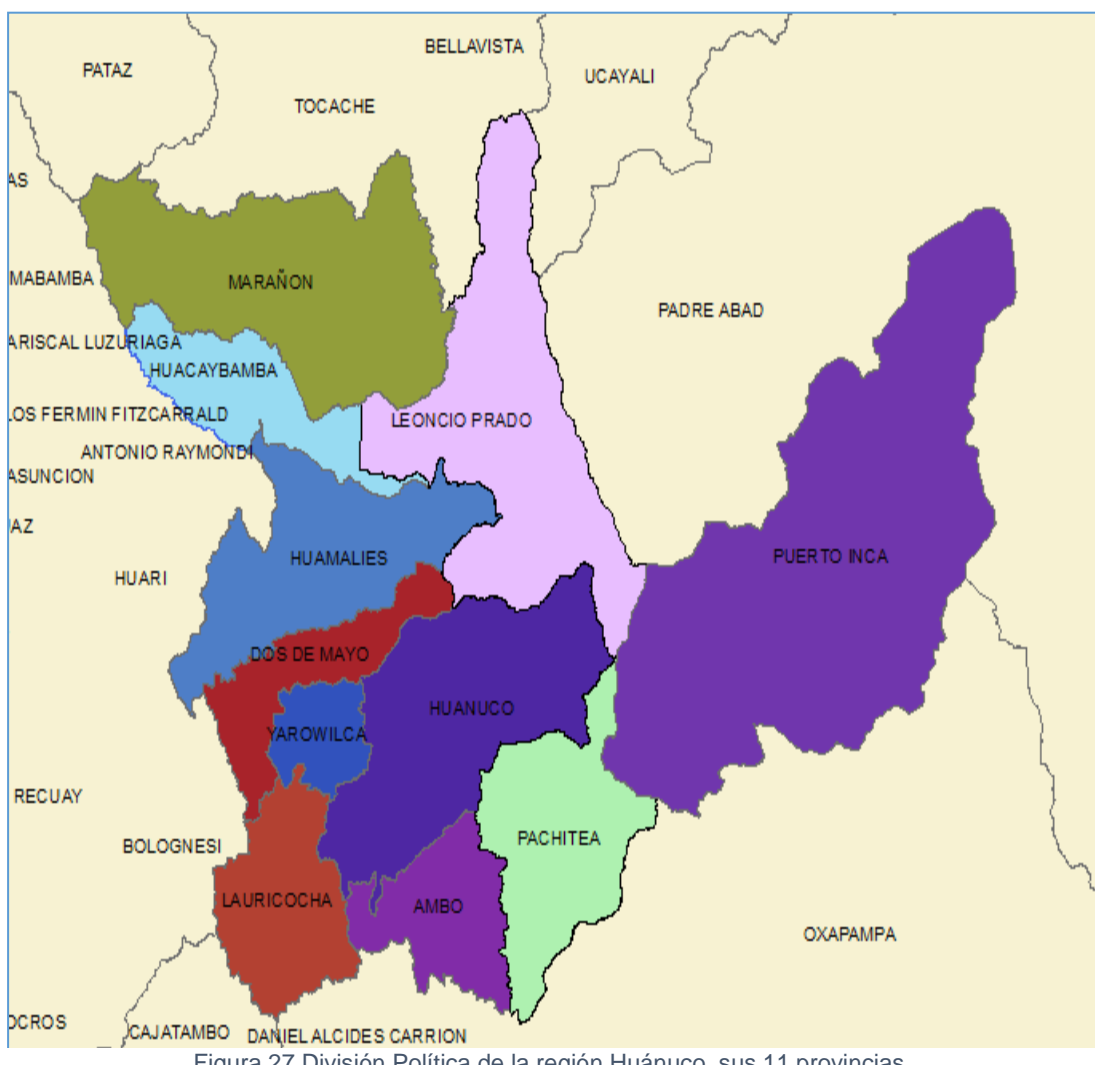 BELLAVISTA
PATAZ
UCAYALI
TOCACHE
AS
MABAMBA
MARAÑON
PADRE ABAD
ARISCAL LUZURIAGA
HUACAYBAMBA
LOS FERMIN FITZCARRALD
LEONCIO PRADO
ANTONIO RAYMONDI
ASUNCION
AZ
HUAMALIES
PUERTO INCA
HUARI
DOS DE MAYO
HUANUCO
YAROWILCA
RECUAY
BOLOGNESI
PACHITEA
LAURICOCHA
AMBO
OXAPAMPA
OCROS
CAJATAMBO
DANIEL ALCIDES CARRION
Figura 27 División Política de la región Huánuco, sus 11 provincias